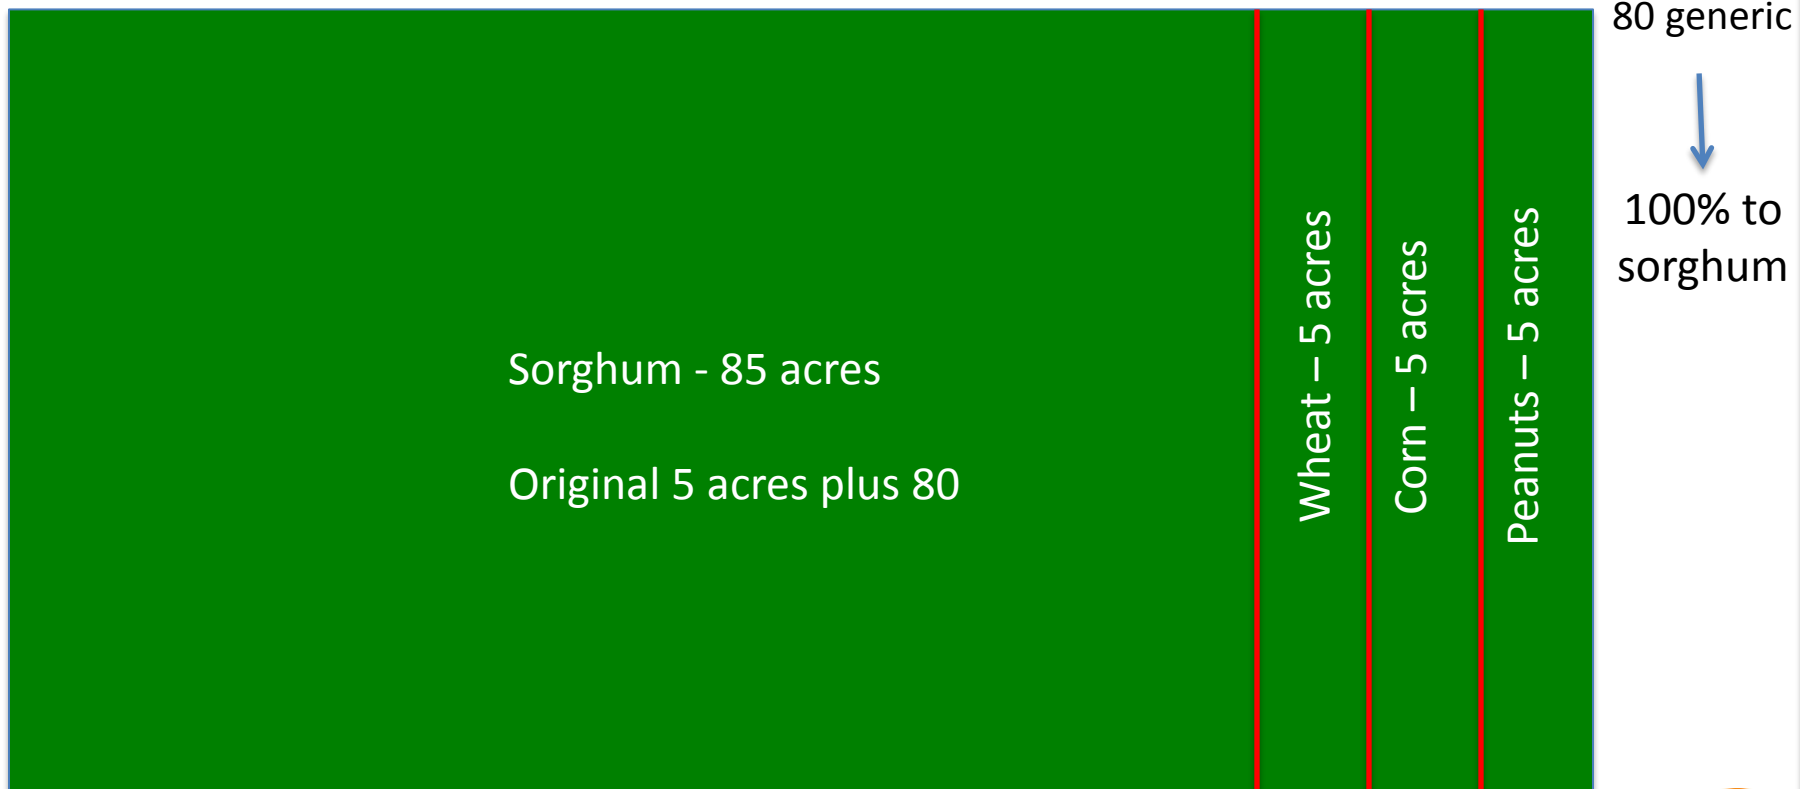 80 generic
100% to
sorghum
Sorghum - 85 acres
Original 5 acres plus 80
Wheat – 5 acres
Corn – 5 acres
Peanuts – 5 acres